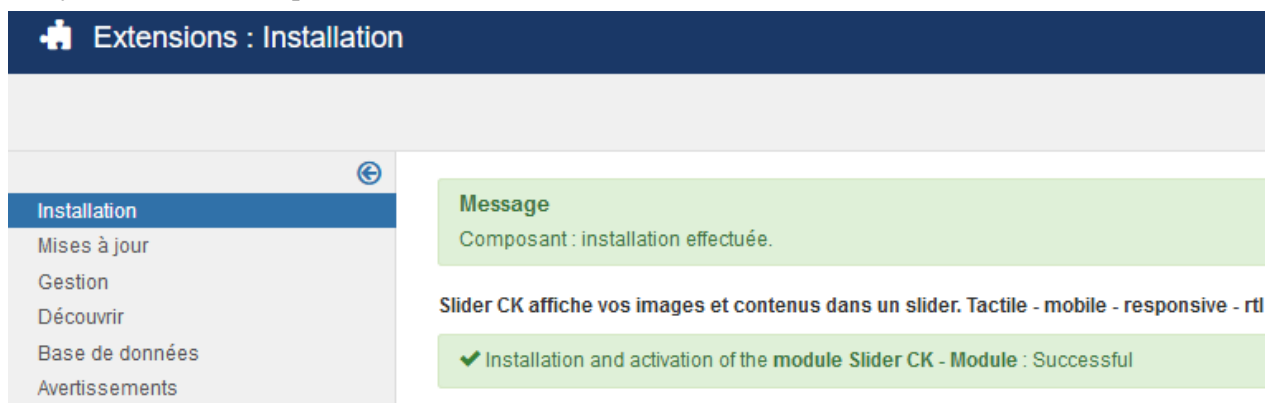 Extensions : Installation
Installation
Mises à jour
Gestion
Découvrir
Base de données
Avertissements
Message
Composant : installation effectuée.
Slider CK affiche vos images et contenus dans un slider. Tactile - mobile - responsive - rtl
Installation and activation of the module Slider CK - Module : Successful